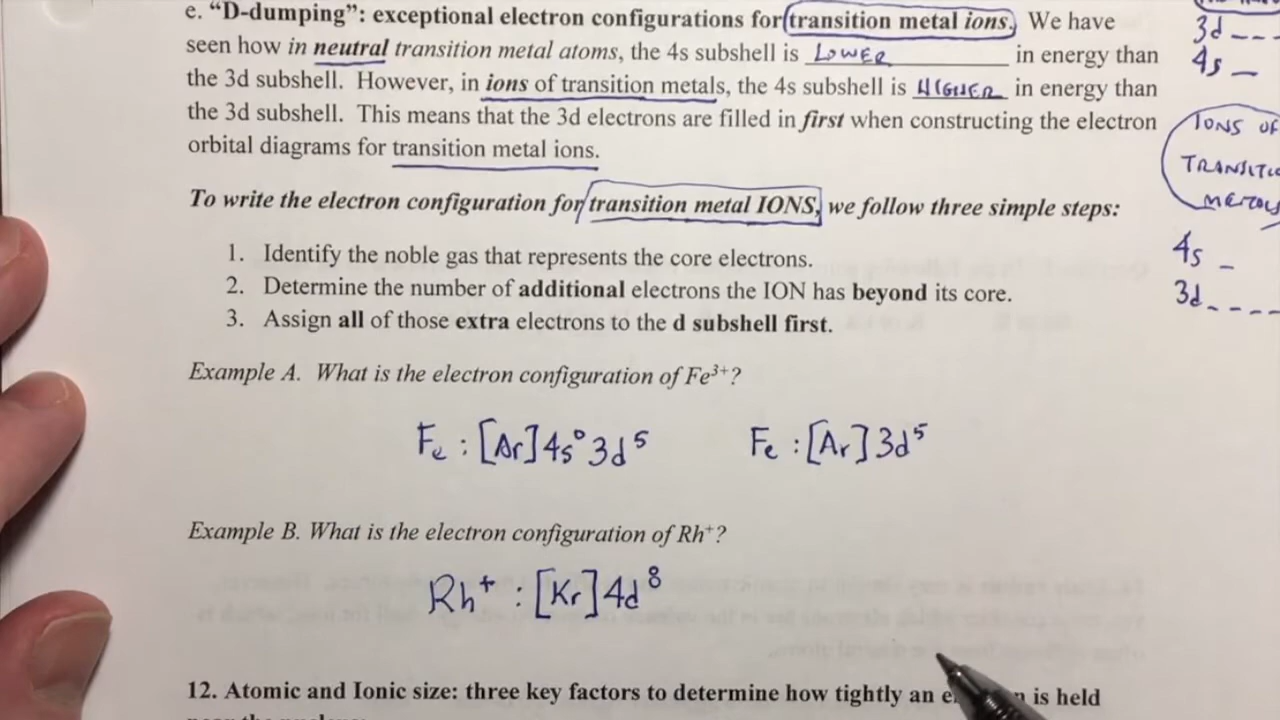 e. “D-dumping”: exceptional electron configurations for transition metal ions. We have
seen how in neutral transition metal atoms, the 4s subshell is LOWER in energy than
the 3d subshell. However, in ions of transition metals, the 4s subshell is HIGHER in energy than
the 3d subshell. This means that the 3d electrons are filled in first when constructing the electron
orbital diagrams for transition metal ions.
3d
4s
IONS OF
To write the electron configuration for transition metal IONS, we follow three simple steps:
4s
3d
1. Identify the noble gas that represents the core electrons.
2. Determine the number of additional electrons the ION has beyond its core.
3. Assign all of those extra electrons to the d subshell first.
Example A. What is the electron configuration of Fe³⁺?
Fe : [Ar] 4s⁰ 3d⁵
Fe : [Ar] 3d⁵
Example B. What is the electron configuration of Rh⁺?
Rh⁺ : [Kr] 4d⁸
12. Atomic and Ionic size: three key factors to determine how tightly an is held